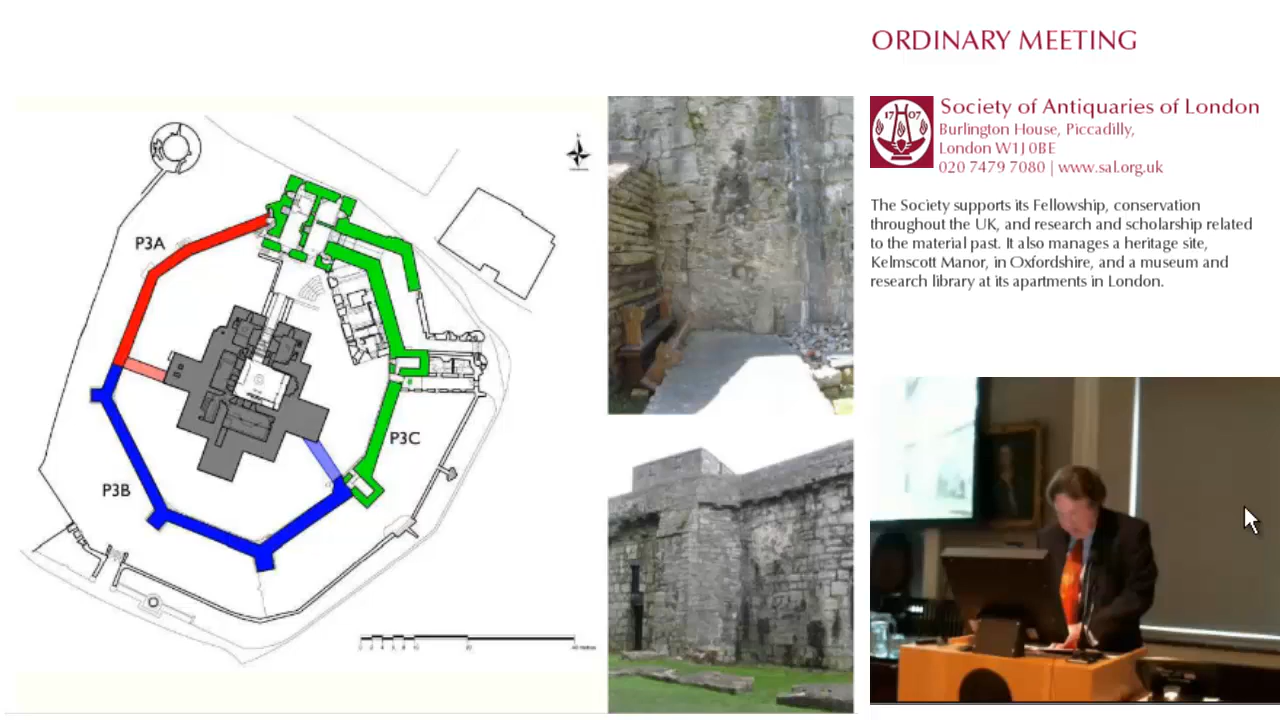 ORDINARY MEETING
1707
Society of Antiquaries of London
Burlington House, Piccadilly,
London W1J 0BE
020 7479 7080 | www.sal.org.uk
The Society supports its Fellowship, conservation
throughout the UK, and research and scholarship related
to the material past. It also manages a heritage site,
Kelmscott Manor, in Oxfordshire, and a museum and
research library at its apartments in London.
P3A
P3C
P3B